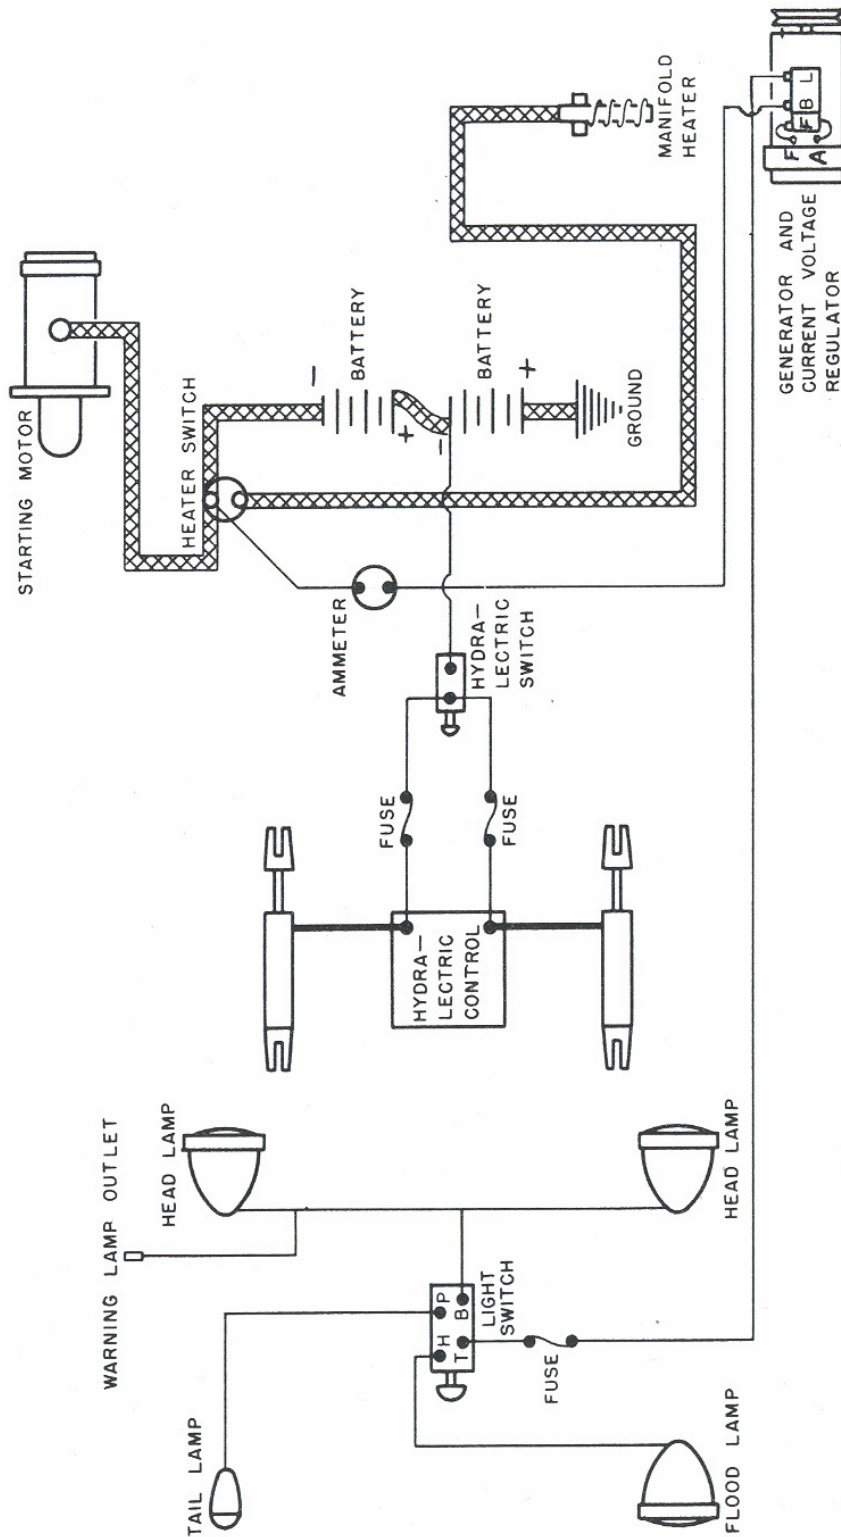 STARTING MOTOR
HEATER SWITCH
-
BATTERY
+
-
BATTERY
+
GROUND
MANIFOLD
HEATER
L
B
F
F
A
GENERATOR AND
CURRENT VOLTAGE
REGULATOR
AMMETER
HYDRA-
LECTRIC
SWITCH
FUSE
FUSE
HYDRA-
LECTRIC
CONTROL
WARNING LAMP OUTLET
HEAD LAMP
HEAD LAMP
P
B
H
T
LIGHT
SWITCH
FUSE
TAIL LAMP
FLOOD LAMP